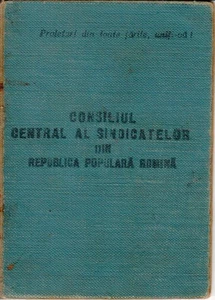 Proletari din toate țările, uniți-vă!
CONSILIUL
CENTRAL AL SINDICATELOR
DIN
REPUBLICA POPULARĂ ROMÎNĂ